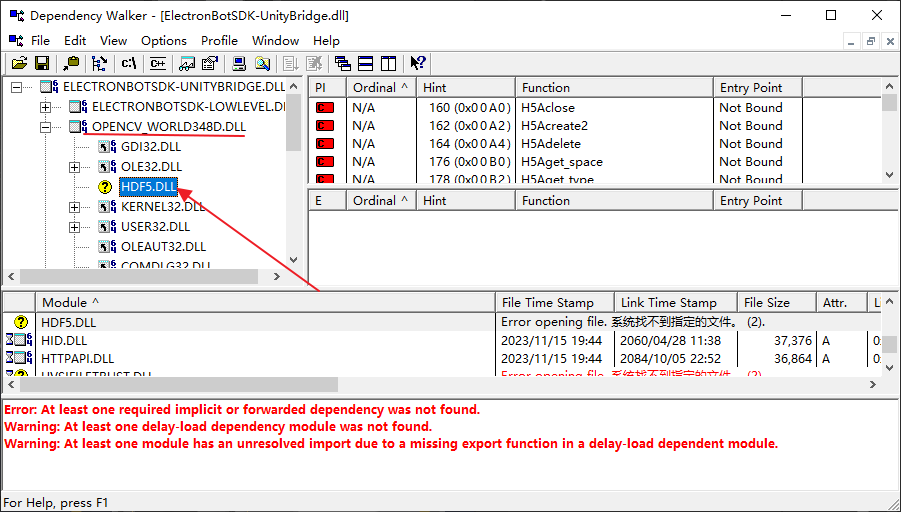 Dependency Walker - [ElectronBotSDK-UnityBridge.dll]
File Edit View Options Profile Window Help
c:\ C++
ELECTRONBOTSDK-UNITYBRIDGE.DLL
ELECTRONBOTSDK-LOWLEVEL.DL
OPENCV_WORLD348D.DLL
GDI32.DLL
OLE32.DLL
HDF5.DLL
KERNEL32.DLL
USER32.DLL
OLEAUT32.DLL
COMDLG32.DLL
PI Ordinal ^ Hint Function Entry Point
C N/A 160 (0x00A0) H5Aclose Not Bound
C N/A 162 (0x00A2) H5Acreate2 Not Bound
C N/A 164 (0x00A4) H5Adelete Not Bound
C N/A 176 (0x00B0) H5Aget_space Not Bound
C N/A 178 (0x00B2) H5Aget_type Not Bound
E Ordinal ^ Hint Function Entry Point
Module ^ File Time Stamp Link Time Stamp File Size Attr. L
HDF5.DLL Error opening file. 系统找不到指定的文件。 (2).
HID.DLL 2023/11/15 19:44 2060/04/28 11:38 37,376 A 0
HTTPAPI.DLL 2023/11/15 19:44 2084/10/05 22:52 36,864 A 0
HVSIFILETRUST.DLL Error opening file. 系统找不到指定的文件。 (2).
Error: At least one required implicit or forwarded dependency was not found.
Warning: At least one delay-load dependency module was not found.
Warning: At least one module has an unresolved import due to a missing export function in a delay-load dependent module.
For Help, press F1